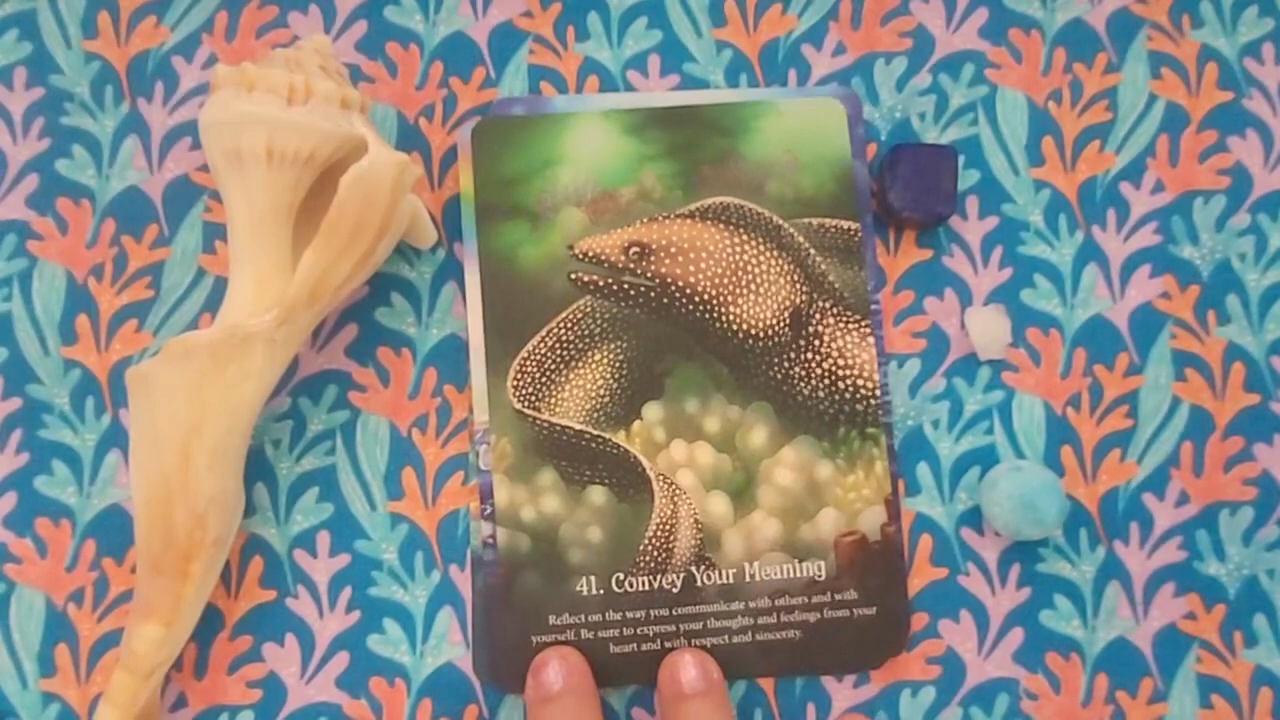 41. Convey Your Meaning
Reflect on the way you communicate with others and with
yourself. Be sure to express your thoughts and feelings from your
heart and with respect and sincerity.